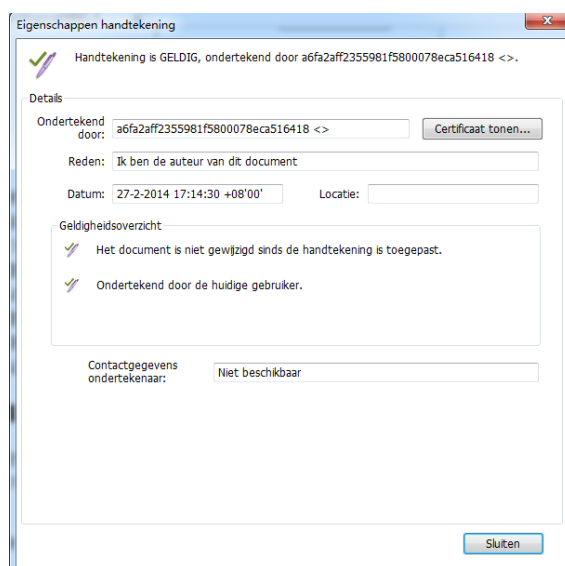 Eigenschappen handtekening
x
Handtekening is GELDIG, ondertekend door a6fa2aff2355981f5800078eca516418 <>.
Details
Ondertekend door:
a6fa2aff2355981f5800078eca516418 <>
Certificaat tonen...
Reden:
Ik ben de auteur van dit document
Datum:
27-2-2014 17:14:30 +08'00'
Locatie:
Geldigheidsoverzicht
Het document is niet gewijzigd sinds de handtekening is toegepast.
Ondertekend door de huidige gebruiker.
Contactgegevens
ondertekenaar:
Niet beschikbaar
Sluiten